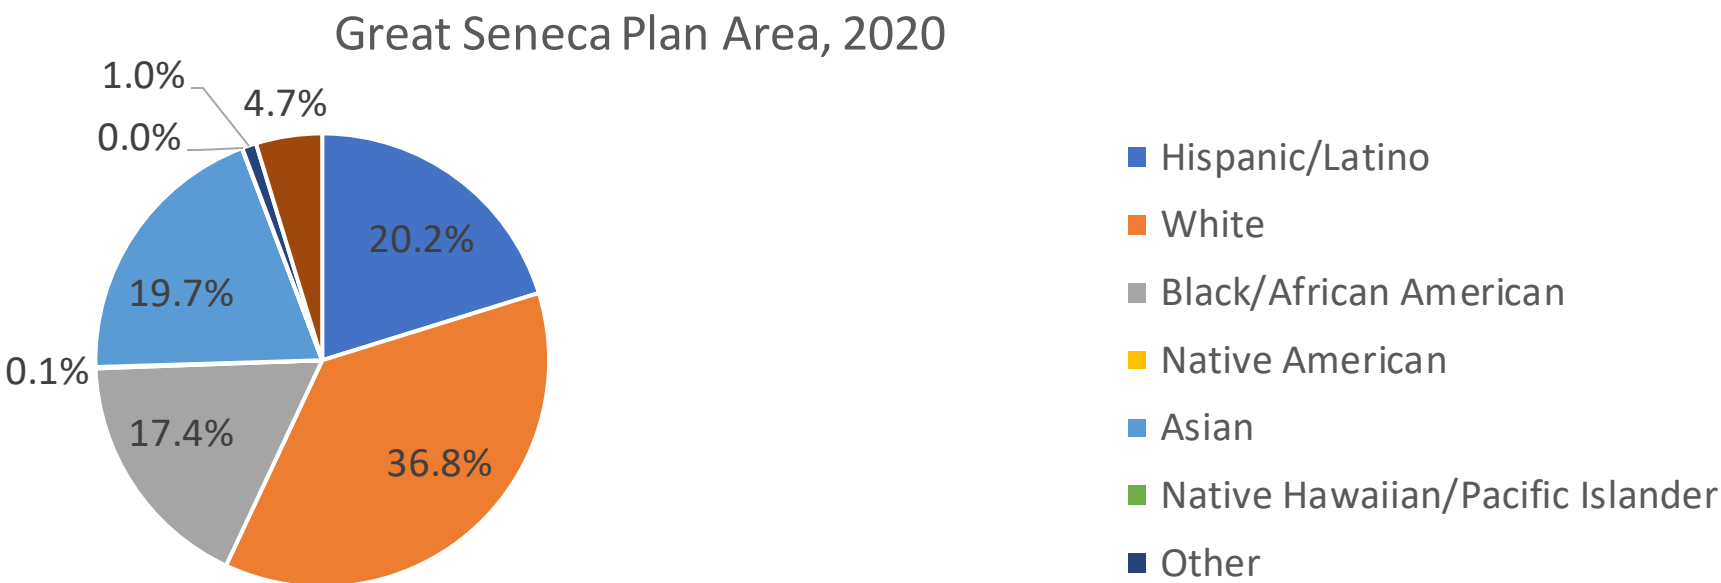 Great Seneca Plan Area, 2020
1.0%
4.7%
0.0%
20.2%
19.7%
0.1%
17.4%
36.8%
Hispanic/Latino
White
Black/African American
Native American
Asian
Native Hawaiian/Pacific Islander
Other